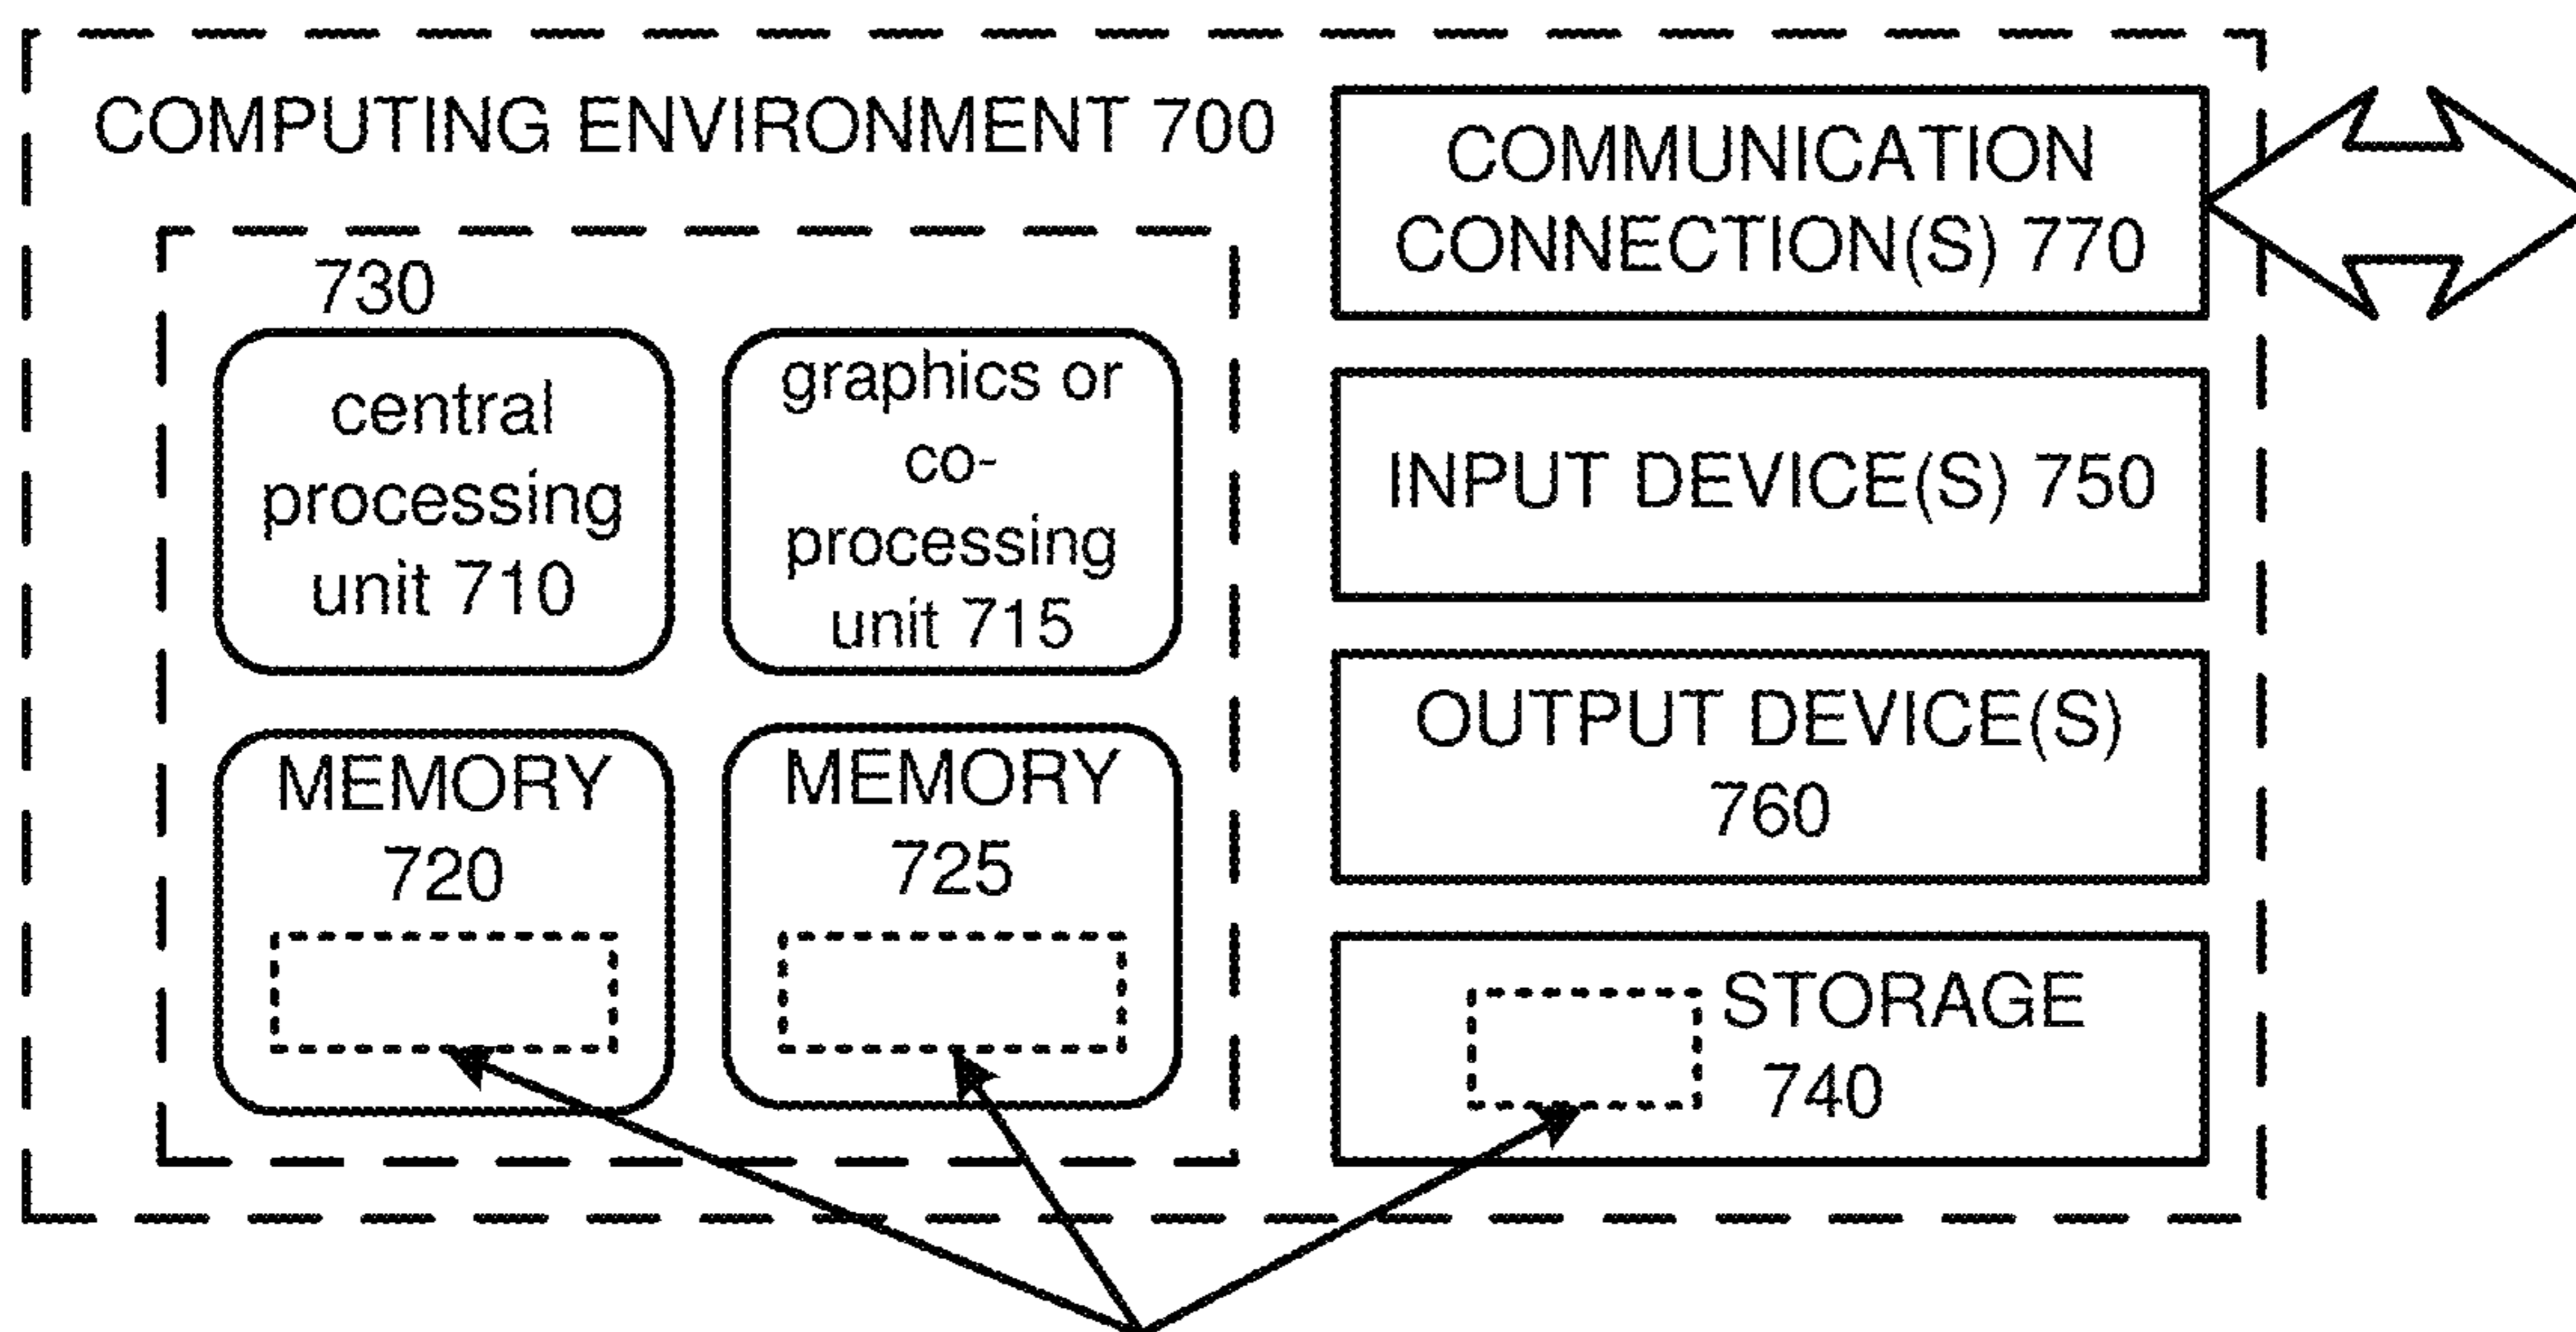 COMPUTING ENVIRONMENT 700
730
central
processing
unit 710
graphics or
co-
processing
unit 715
MEMORY
720
MEMORY
725
COMMUNICATION
CONNECTION(S) 770
INPUT DEVICE(S) 750
OUTPUT DEVICE(S)
760
STORAGE
740